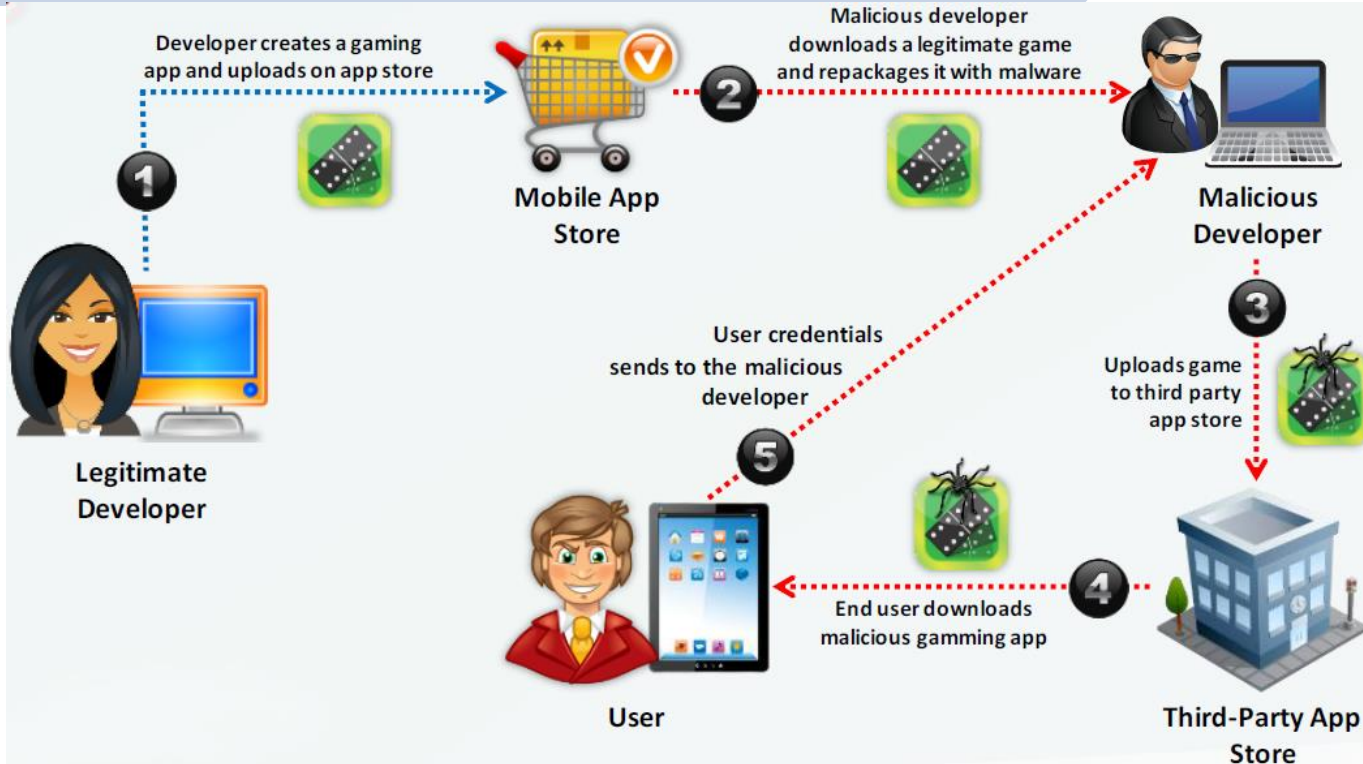 Developer creates a gaming
app and uploads on app store
1
Mobile App
Store
Malicious developer
downloads a legitimate game
and repackages it with malware
2
Malicious
Developer
Legitimate
Developer
3
Uploads game
to third party
app store
User credentials
sends to the malicious
developer
5
4
End user downloads
malicious gamming app
User
Third-Party App
Store